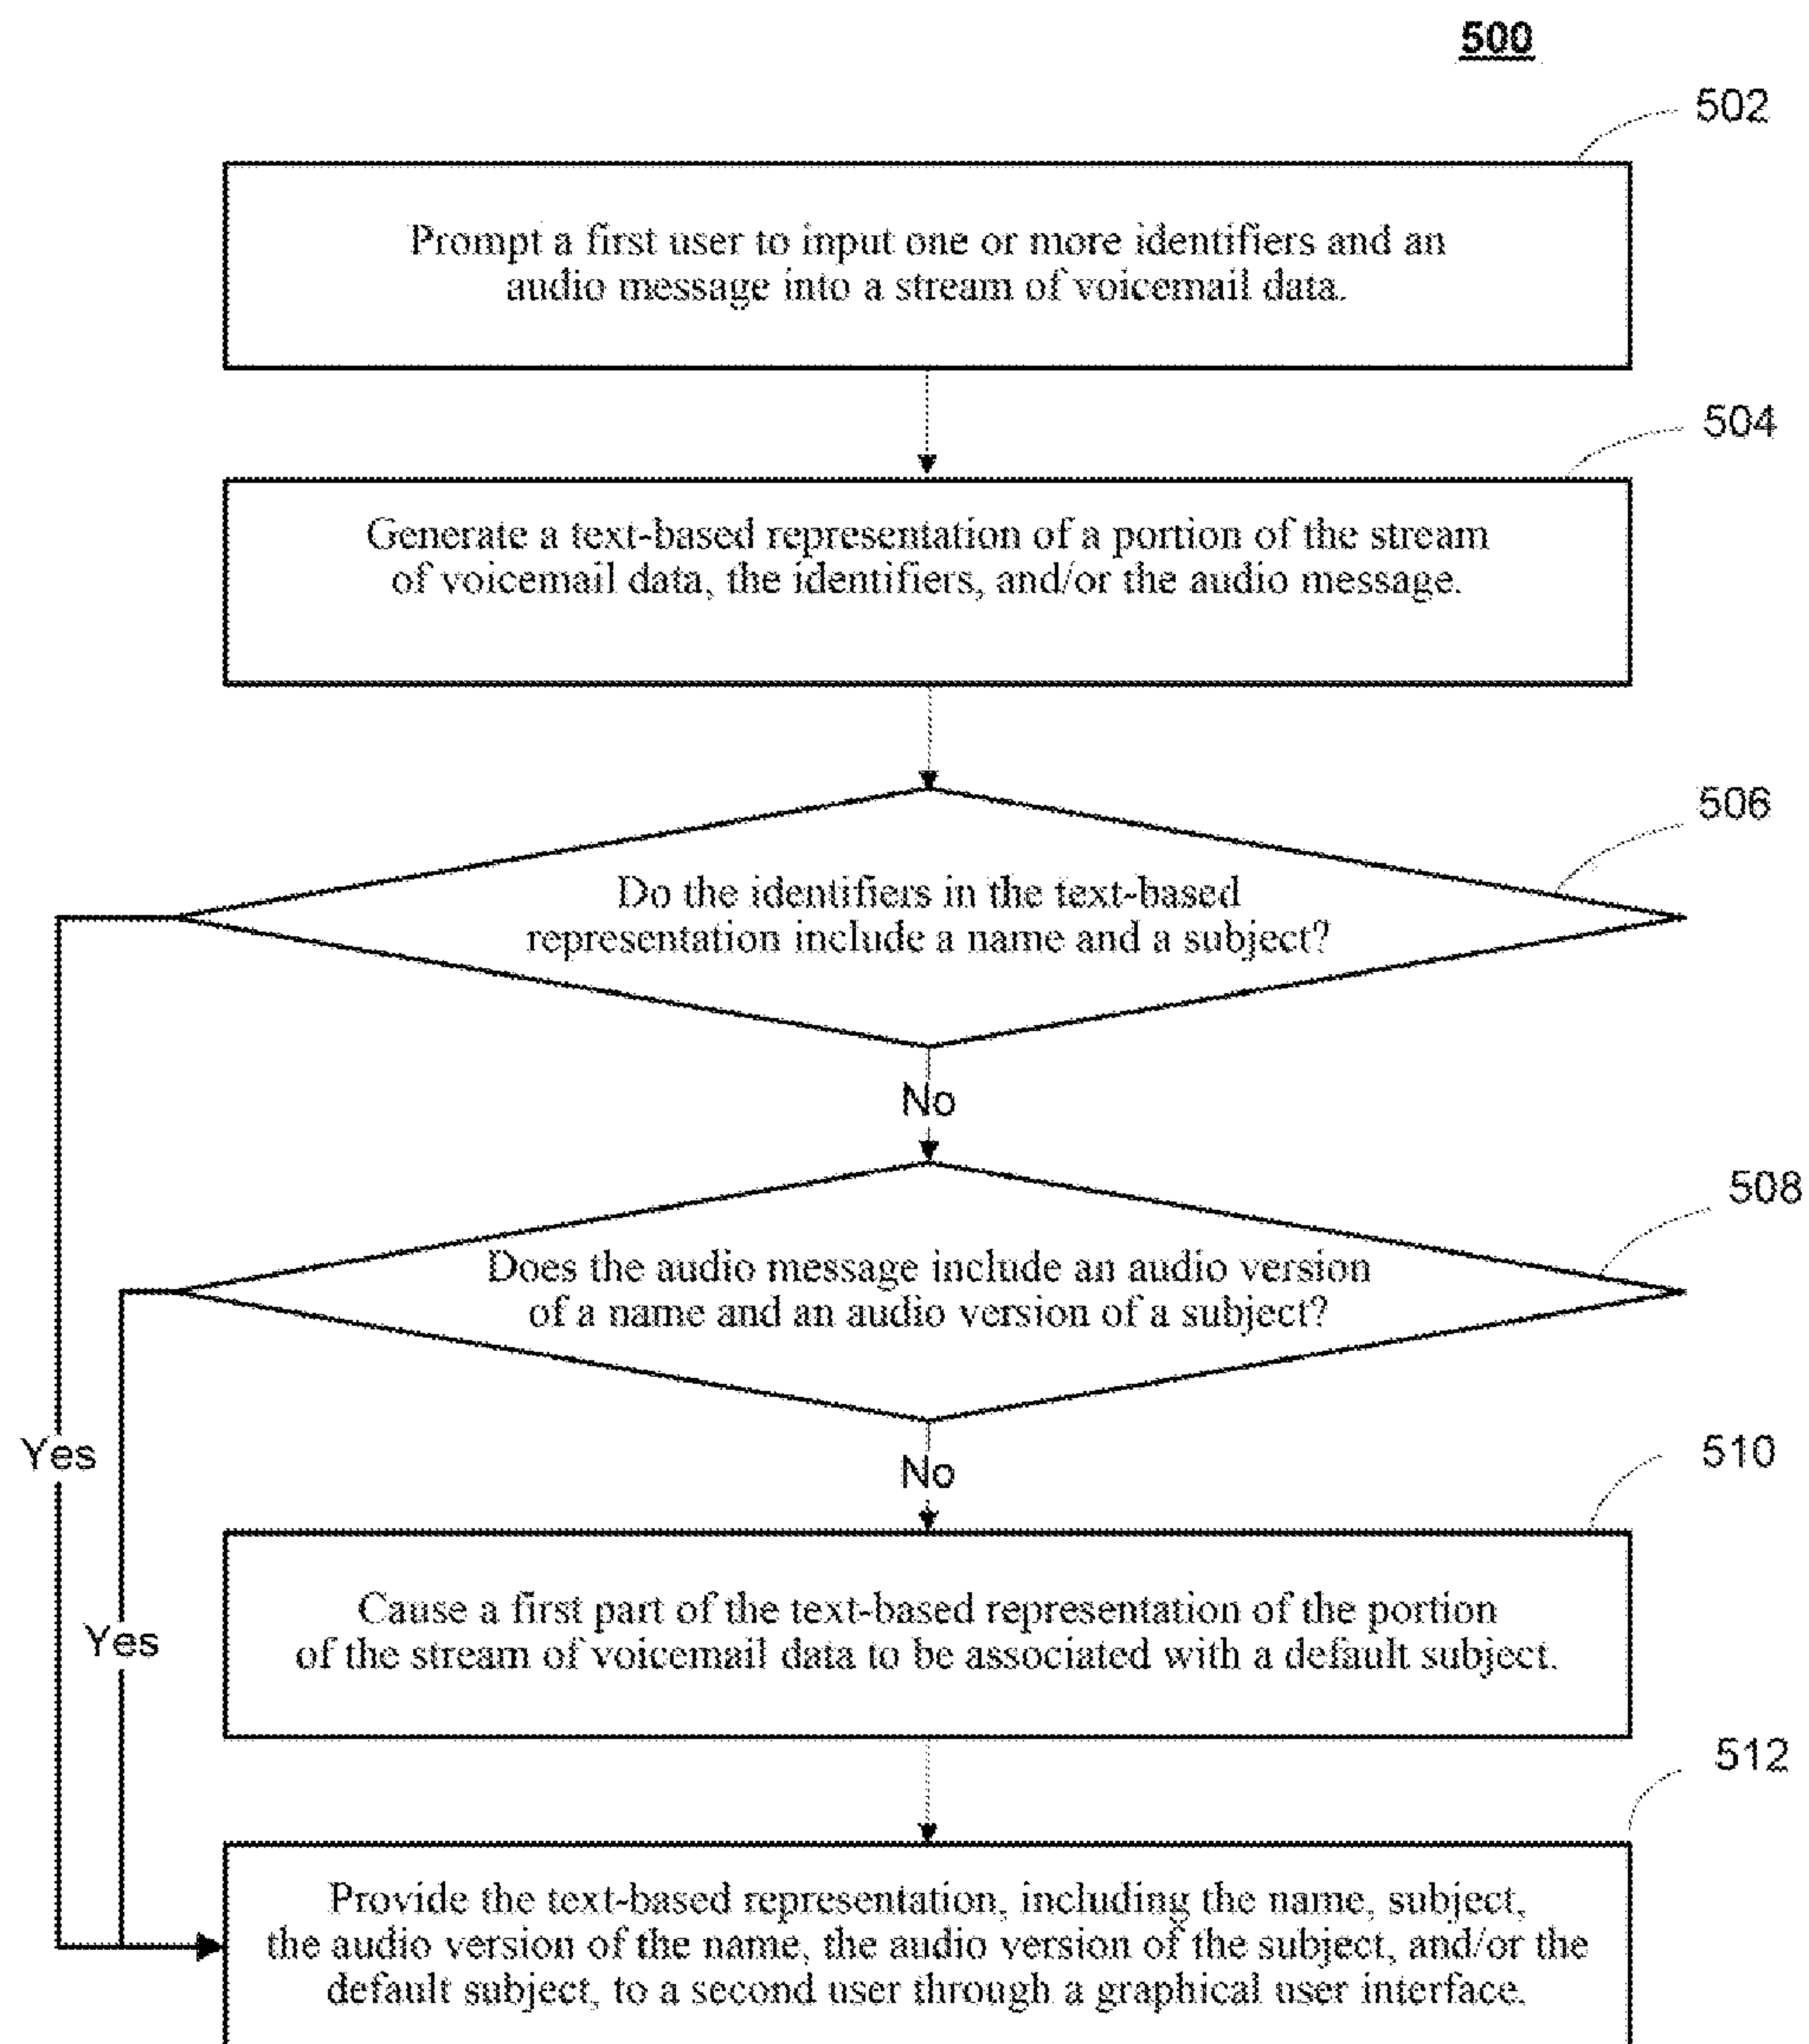 500
502
Prompt a first user to input one or more identifiers and an
audio message into a stream of voicemail data.
504
Generate a text-based representation of a portion of the stream
of voicemail data, the identifiers, and/or the audio message.
506
Do the identifiers in the text-based
representation include a name and a subject?
No
508
Does the audio message include an audio version
of a name and an audio version of a subject?
Yes
No
510
Yes
Cause a first part of the text-based representation of the portion
of the stream of voicemail data to be associated with a default subject.
512
Provide the text-based representation, including the name, subject,
the audio version of the name, the audio version of the subject, and/or the
default subject, to a second user through a graphical user interface.